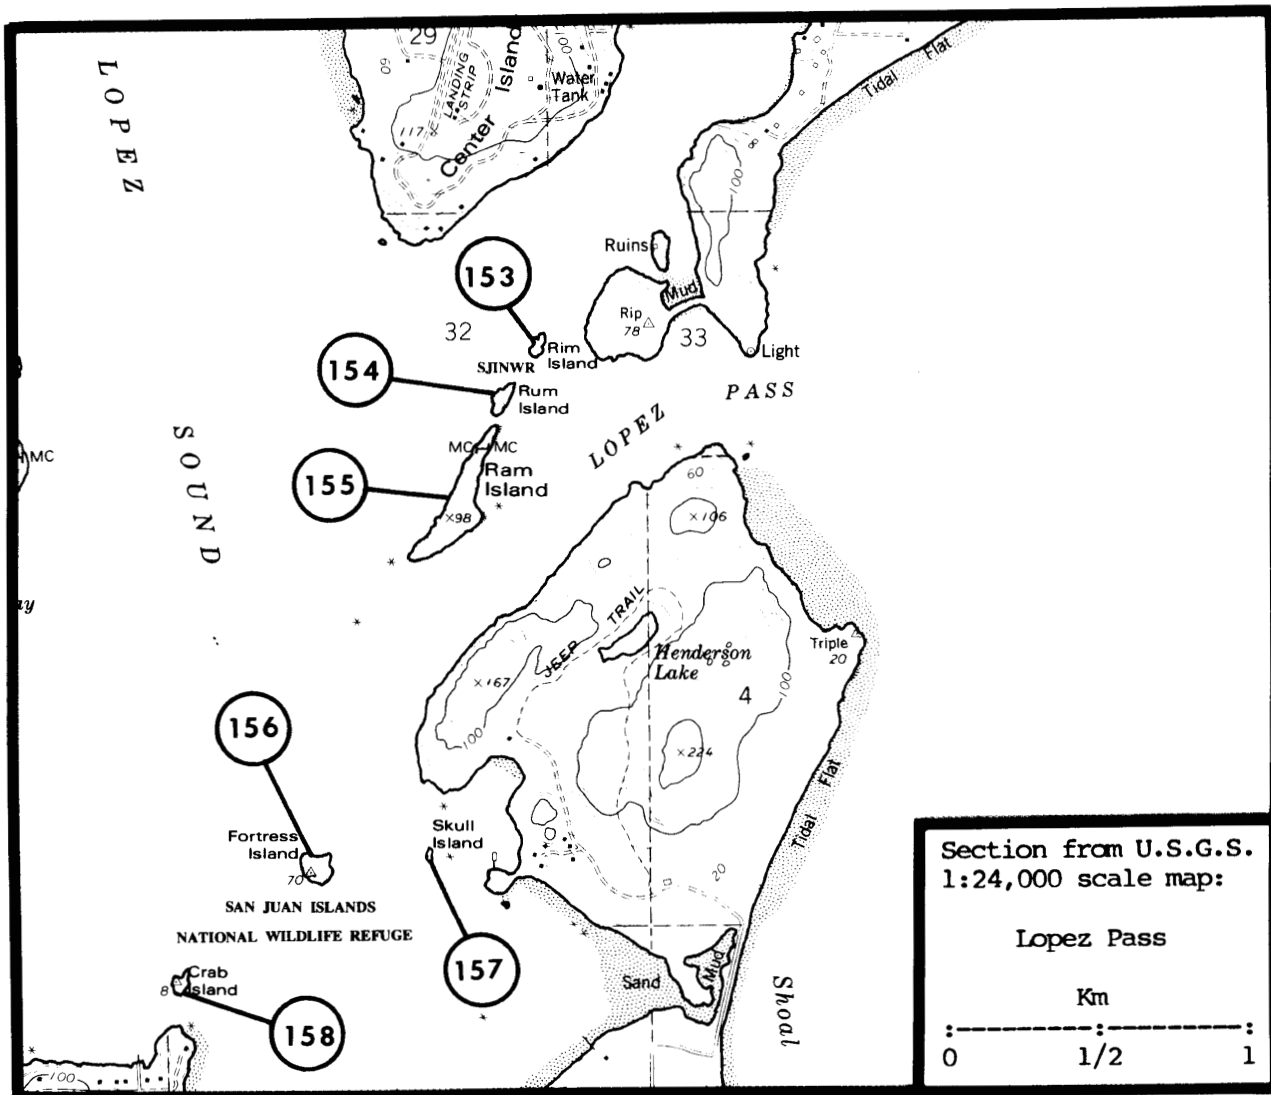 29
60
LANDING
STRIP
Center Island
100
Water
Tank
117
Tidal Flat
100
LOPEZ
SOUND
153
Ruins
Mud
Rip
78
32
33
Rim
Island
Light
SJINWR
154
Rum
Island
LOPEZ PASS
MC
MC
MC
155
Ram
Island
98
60
106
JEEP TRAIL
Triple
20
Henderson
Lake
4
100
167
100
224
156
Tidal Flat
Skull
Island
Fortress
Island
70
20
SAN JUAN ISLANDS
NATIONAL WILDLIFE REFUGE
157
Crab
Island
8
Sand
Mud
Shoal
158
100
Section from U.S.G.S.
1:24,000 scale map:
Lopez Pass
Km
0 1/2 1